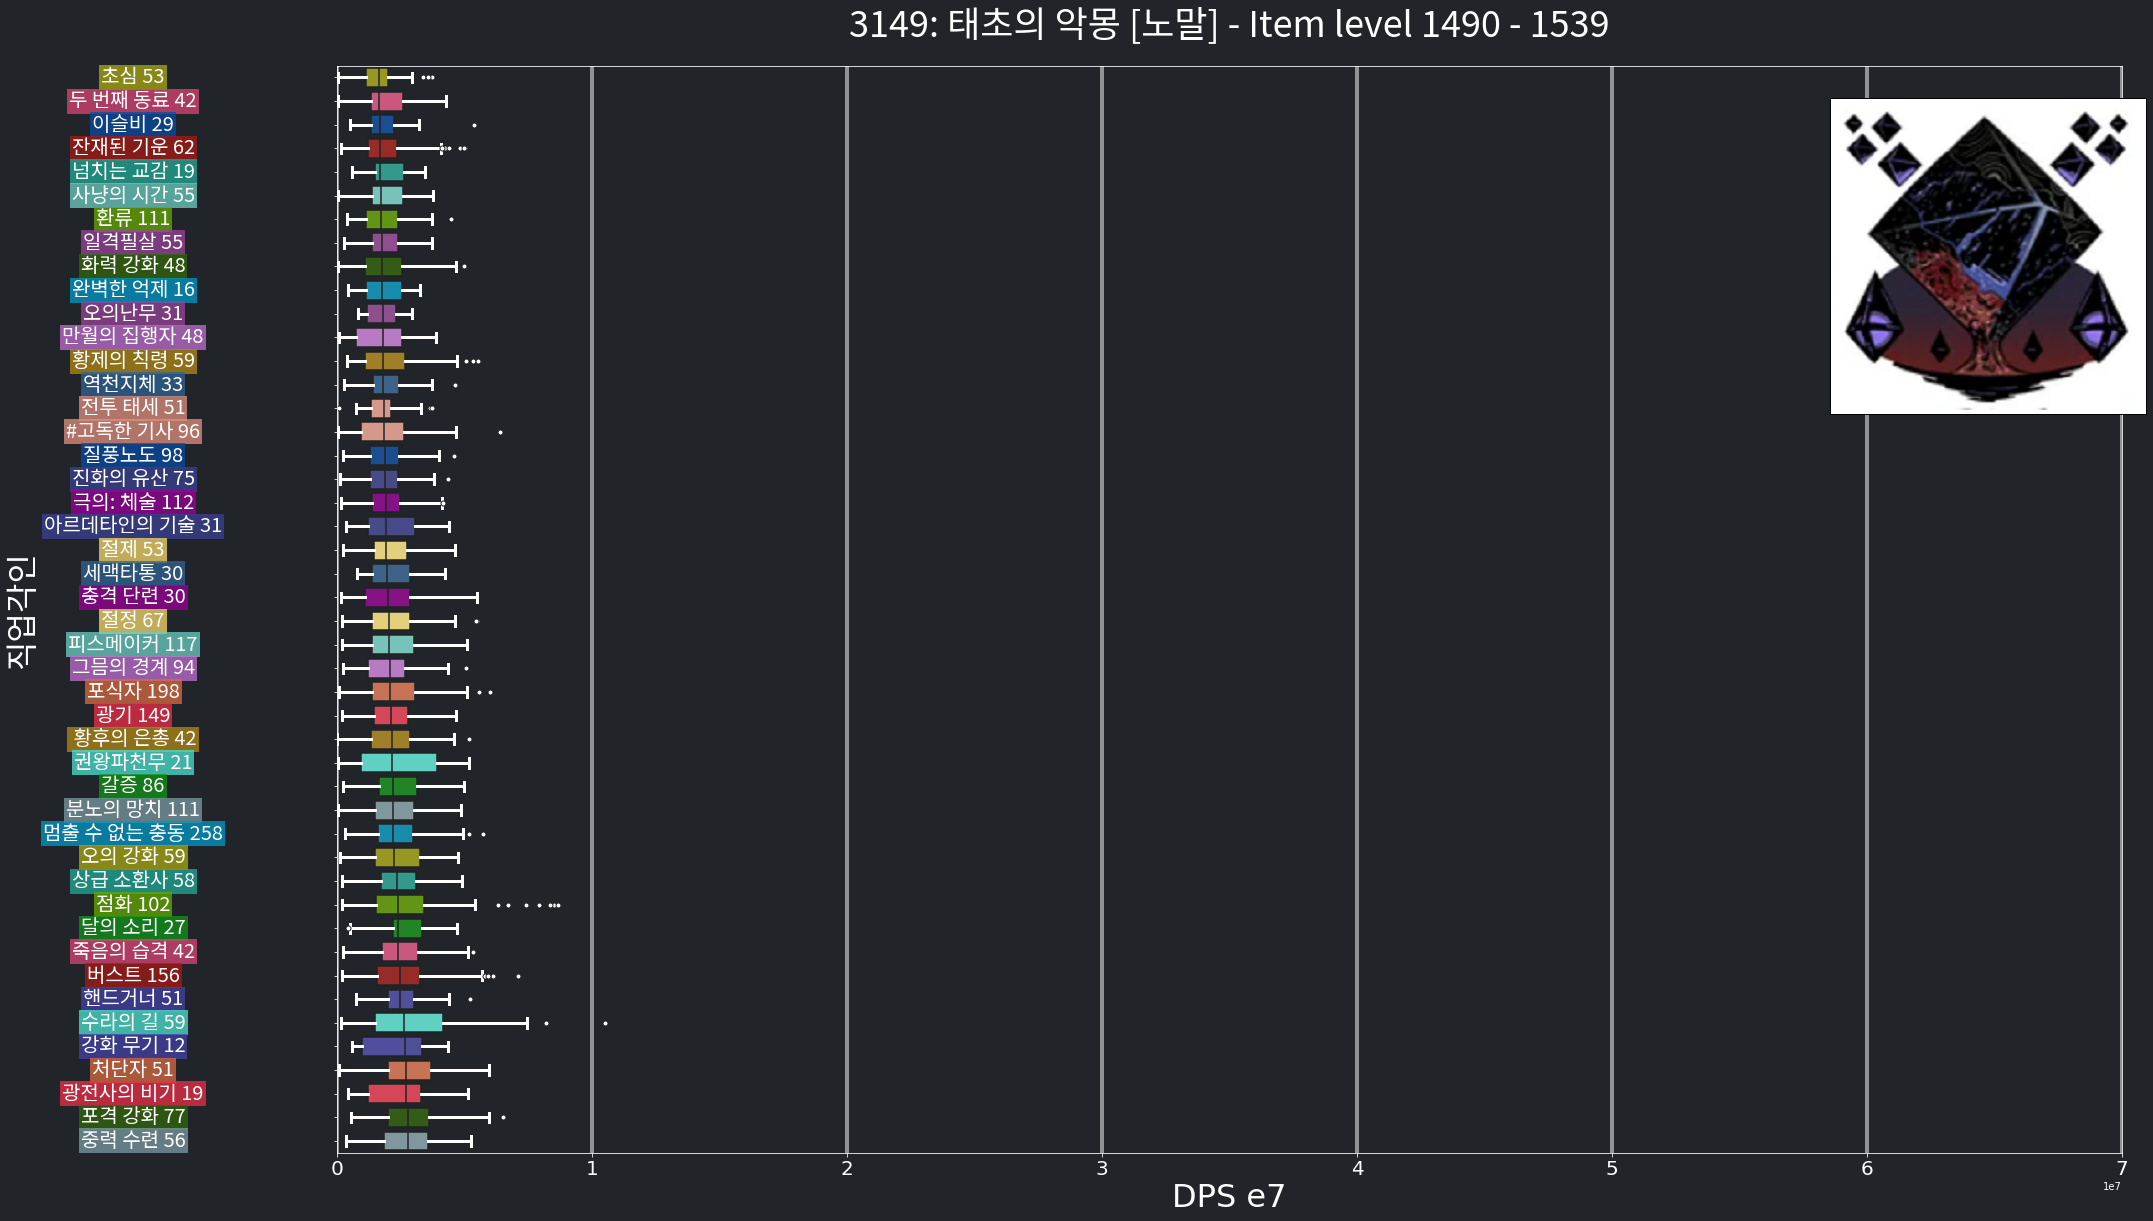 3149: 태초의 악몽 [노말] - Item level 1490 - 1539
초심 53
두 번째 동료 42
이슬비 29
잔재된 기운 62
넘치는 교감 19
사냥의 시간 55
환류 111
일격필살 55
화력 강화 48
완벽한 억제 16
오의난무 31
만월의 집행자 48
황제의 칙령 59
역천지체 33
전투 태세 51
#고독한 기사 96
질풍노도 98
진화의 유산 75
극의: 체술 112
아르데타인의 기술 31
절제 53
세맥타통 30
충격 단련 30
절정 67
피스메이커 117
그믐의 경계 94
포식자 198
광기 149
황후의 은총 42
권왕파천무 21
갈증 86
분노의 망치 111
멈출 수 없는 충동 258
오의 강화 59
상급 소환사 58
점화 102
달의 소리 27
죽음의 습격 42
버스트 156
핸드거너 51
수라의 길 59
강화 무기 12
처단자 51
광전사의 비기 19
포격 강화 77
중력 수련 56
직업각인
0 1 2 3 4 5 6 7
1e7
DPS e7